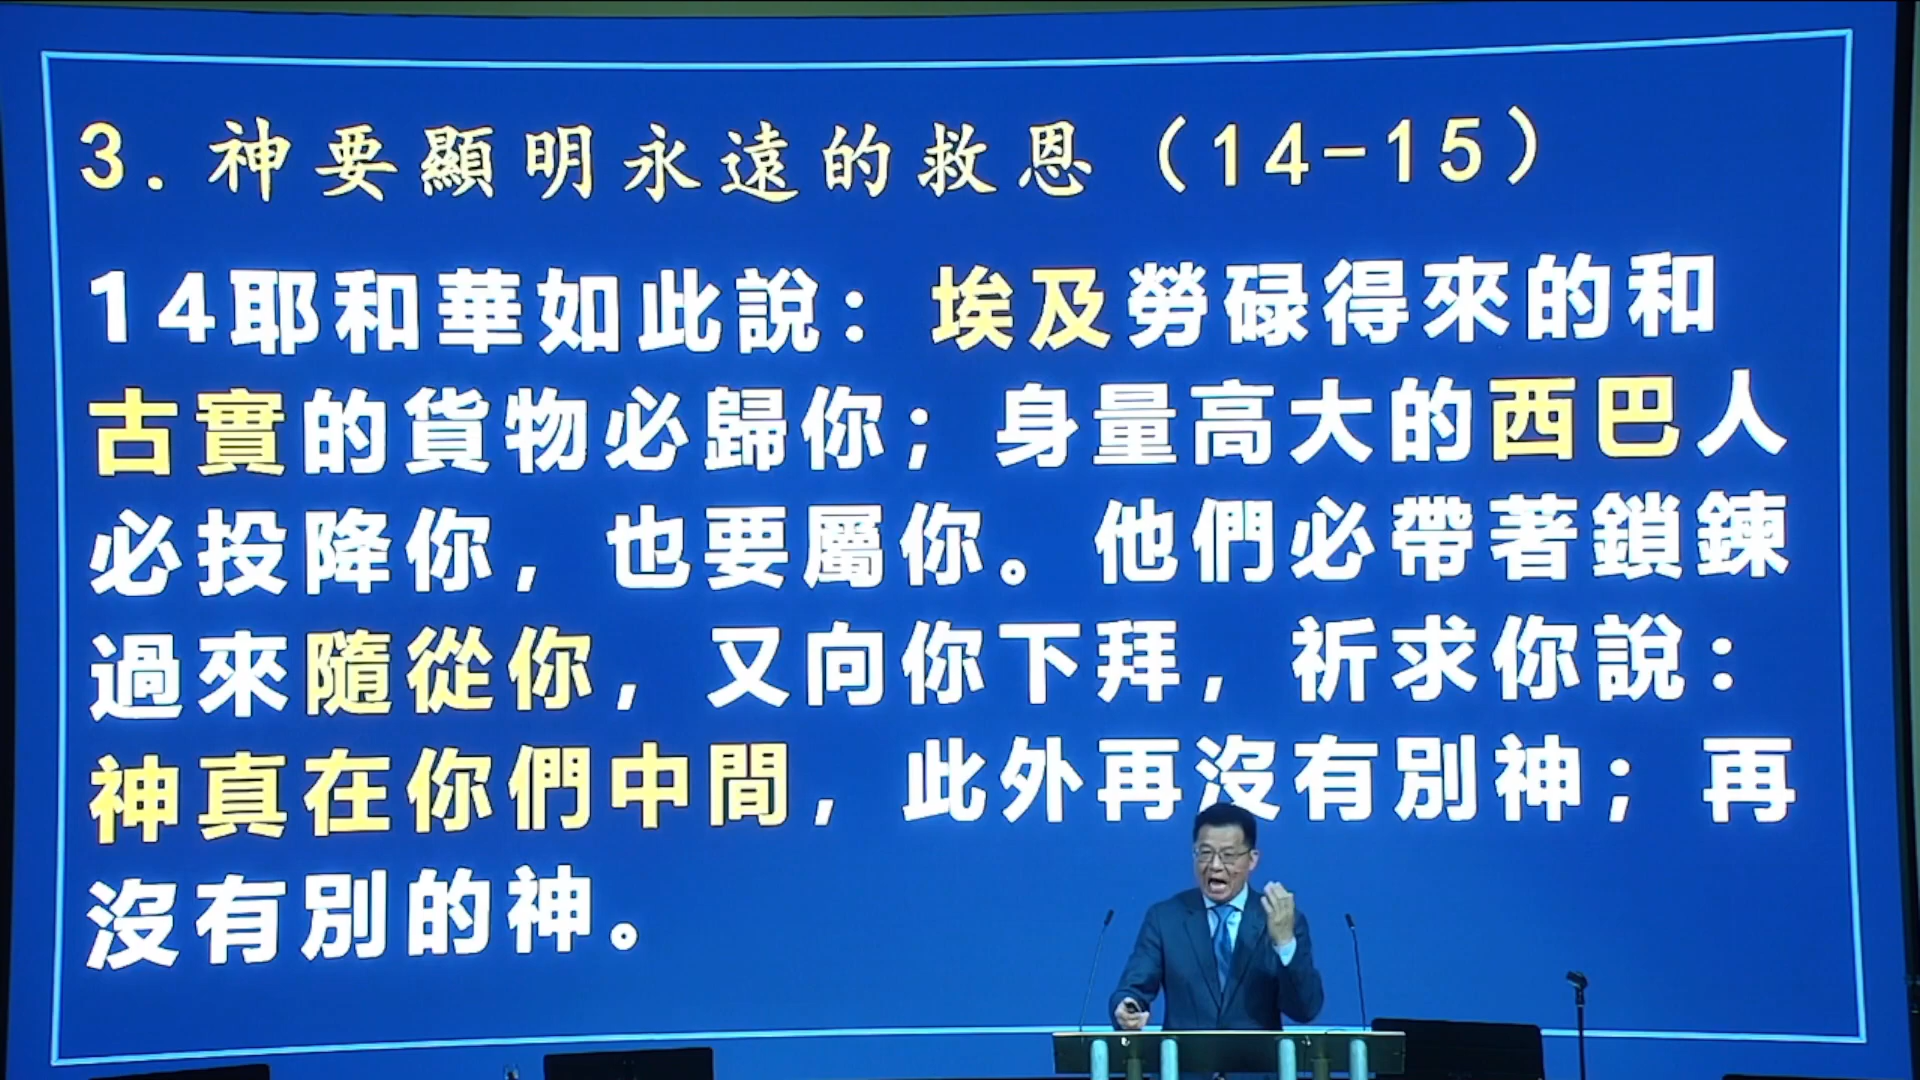 3.神要顯明永遠的救恩（14-15）
14耶和華如此說：埃及勞碌得來的和
古實的貨物必歸你；身量高大的西巴人
必投降你，也要屬你。他們必帶著鎖鍊
過來隨從你，又向你下拜，祈求你說：
神真在你們中間，此外再沒有別神；再
沒有別的神。